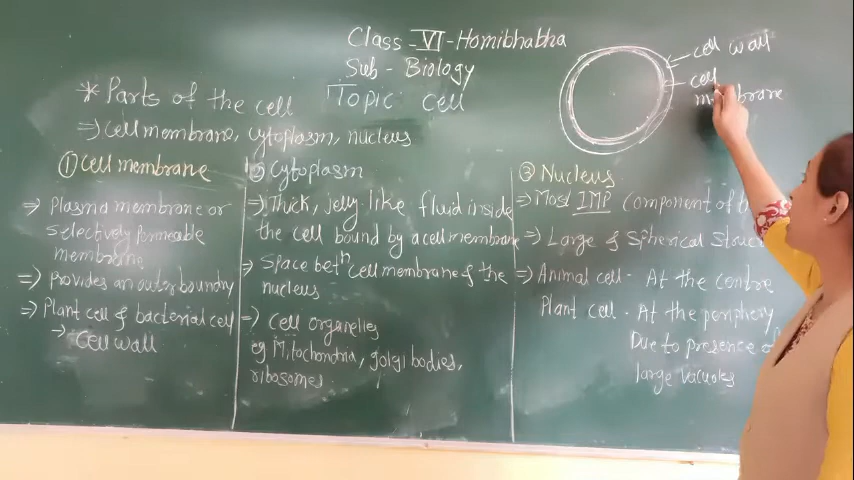 Class - VI - Homibhabha
Sub - Biology
Topic Cell
* Parts of the cell
⇒ Cell membrane, Cytoplasm, nucleus
① Cell membrane
⇒ Plasma membrane or
selectively permeable
membrane
⇒ Provides an outer boundry
⇒ Plant cell & bacterial cell
→ Cell wall
② Cytoplasm
⇒ Thick, jelly-like fluid inside
the cell bound by a cell membrane
⇒ Space betn cell membrane & the
nucleus
⇒ Cell organelles
eg Mitochondria, golgi bodies,
ribosomes
③ Nucleus
⇒ Most IMP component of
⇒ Large & Spherical
⇒ Animal cell - At the centre
Plant cell - At the periphery
Due to presence of
large vacuoles
cell wall
cell